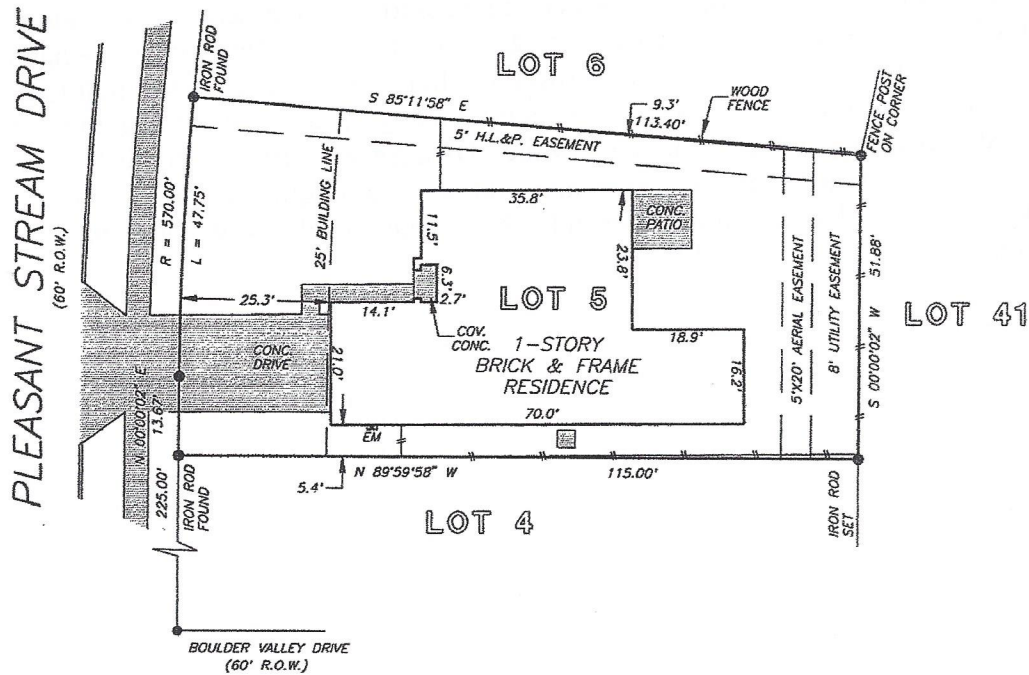 PLEASANT STREAM DRIVE
(60' R.O.W.)
IRON ROD
FOUND
LOT 6
S 85°11'58" E
9.3'
113.40'
WOOD
FENCE
FENCE POST
ON CORNER
5' H.L.&P. EASEMENT
R = 570.00'
L = 47.75'
25' BUILDING LINE
35.8'
CONC.
PATIO
11.5'
23.8'
6.3'
2.7'
25.3'
14.1'
LOT 5
COV.
CONC.
1-STORY
BRICK & FRAME
RESIDENCE
18.9'
16.2'
5'X20' AERIAL EASEMENT
8' UTILITY EASEMENT
S 00°00'02" W 51.88'
LOT 41
CONC.
DRIVE
21.0'
70.0'
EM
N 00°00'02" E
13.67'
225.00'
IRON ROD
FOUND
N 89°59'58" W
115.00'
5.4'
LOT 4
IRON ROD
SET
BOULDER VALLEY DRIVE
(60' R.O.W.)